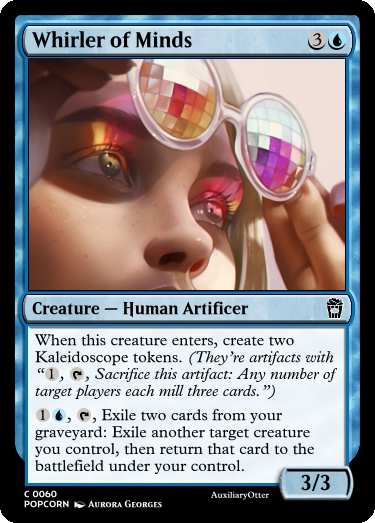 Whirler of Minds 3
Creature — Human Artificer
When this creature enters, create two
Kaleidoscope tokens. (They're artifacts with
“1, , Sacrifice this artifact: Any number of
target players each mill three cards.”)
1, , Exile two cards from your
graveyard: Exile another target creature
you control, then return that card to the
battlefield under your control.
3/3
C 0060
POPCORN Aurora Georges
AuxiliaryOtter